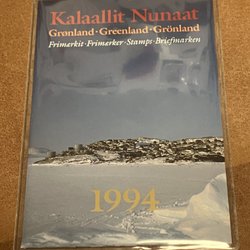 Kalaallit Nunaat
Grønland · Greenland · Grönland
Frimærkit · Frimærker · Stamps · Briefmarken
1994